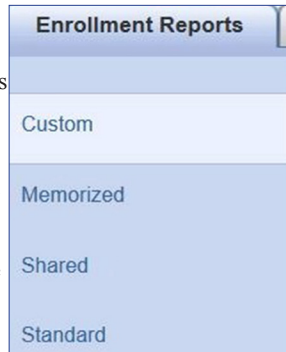 Enrollment Reports
s
Custom
Memorized
Shared
Standard